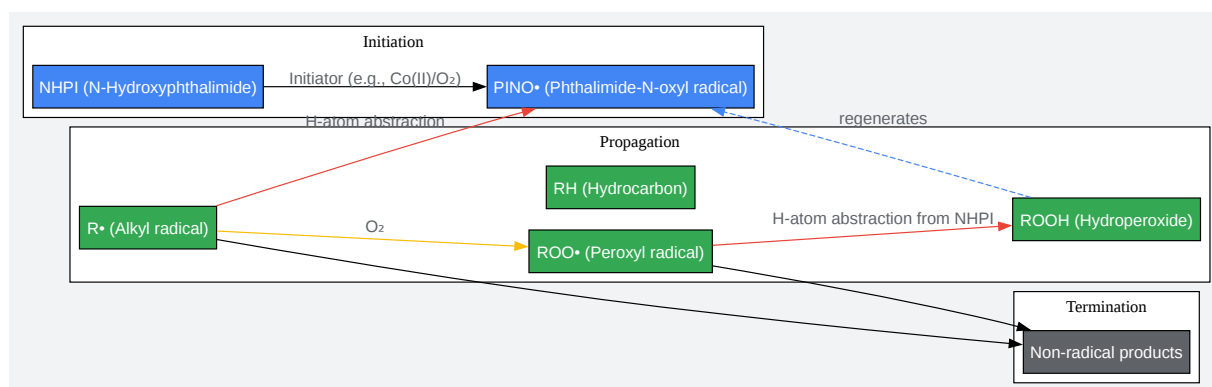 Initiation
NHPI (N-Hydroxyphthalimide)
Initiator (e.g., Co(II)/O₂)
PINO• (Phthalimide-N-oxyl radical)
H-atom abstraction
regenerates
Propagation
RH (Hydrocarbon)
R• (Alkyl radical)
O₂
ROO• (Peroxyl radical)
H-atom abstraction from NHPI
ROOH (Hydroperoxide)
Termination
Non-radical products